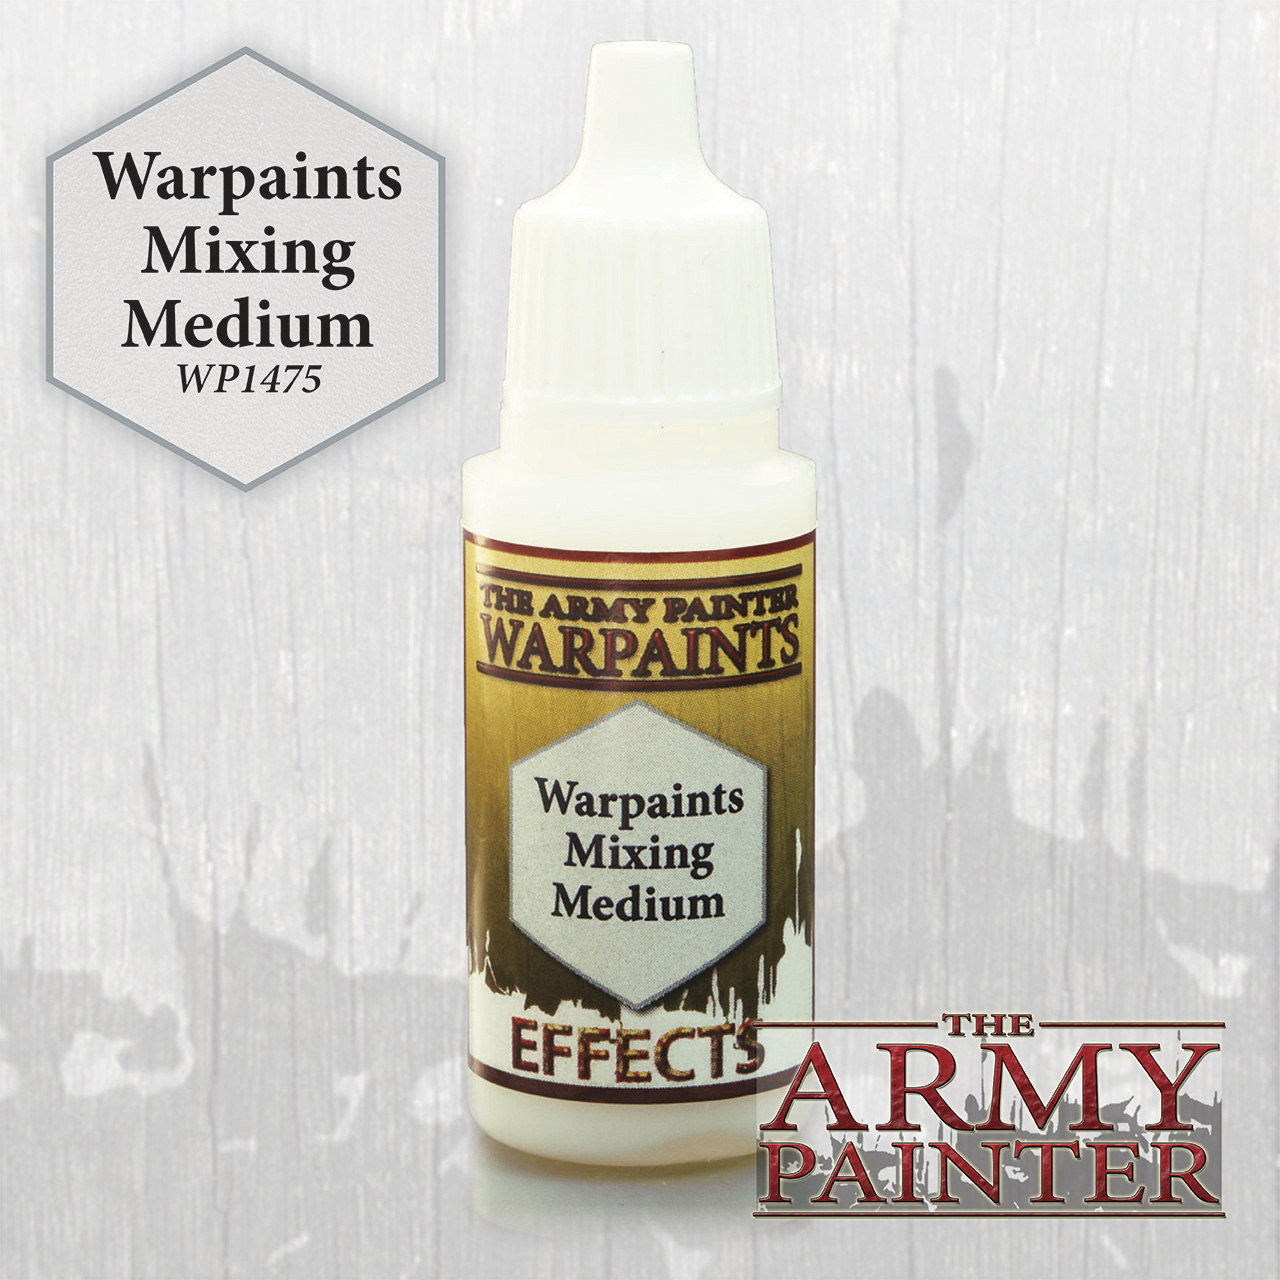 Warpaints
Mixing
Medium
WP1475
THE ARMY PAINTER
WARPAINTS
Warpaints
Mixing
Medium
EFFECTS
THE
ARMY
PAINTER